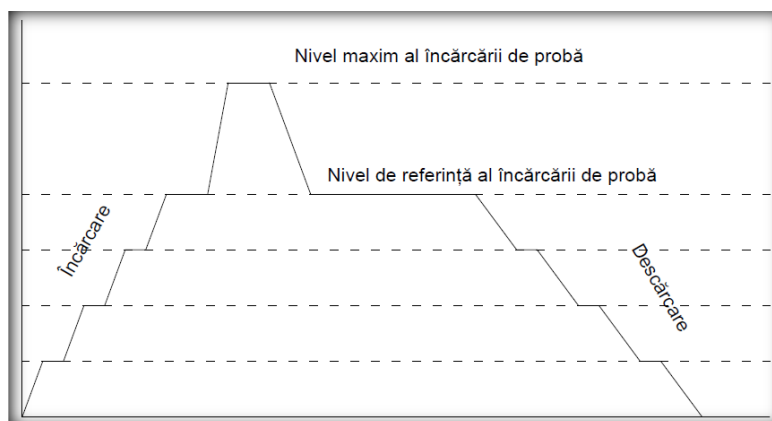 Nivel maxim al încărcării de probă
Nivel de referință al încărcării de probă
Încărcare
Descărcare